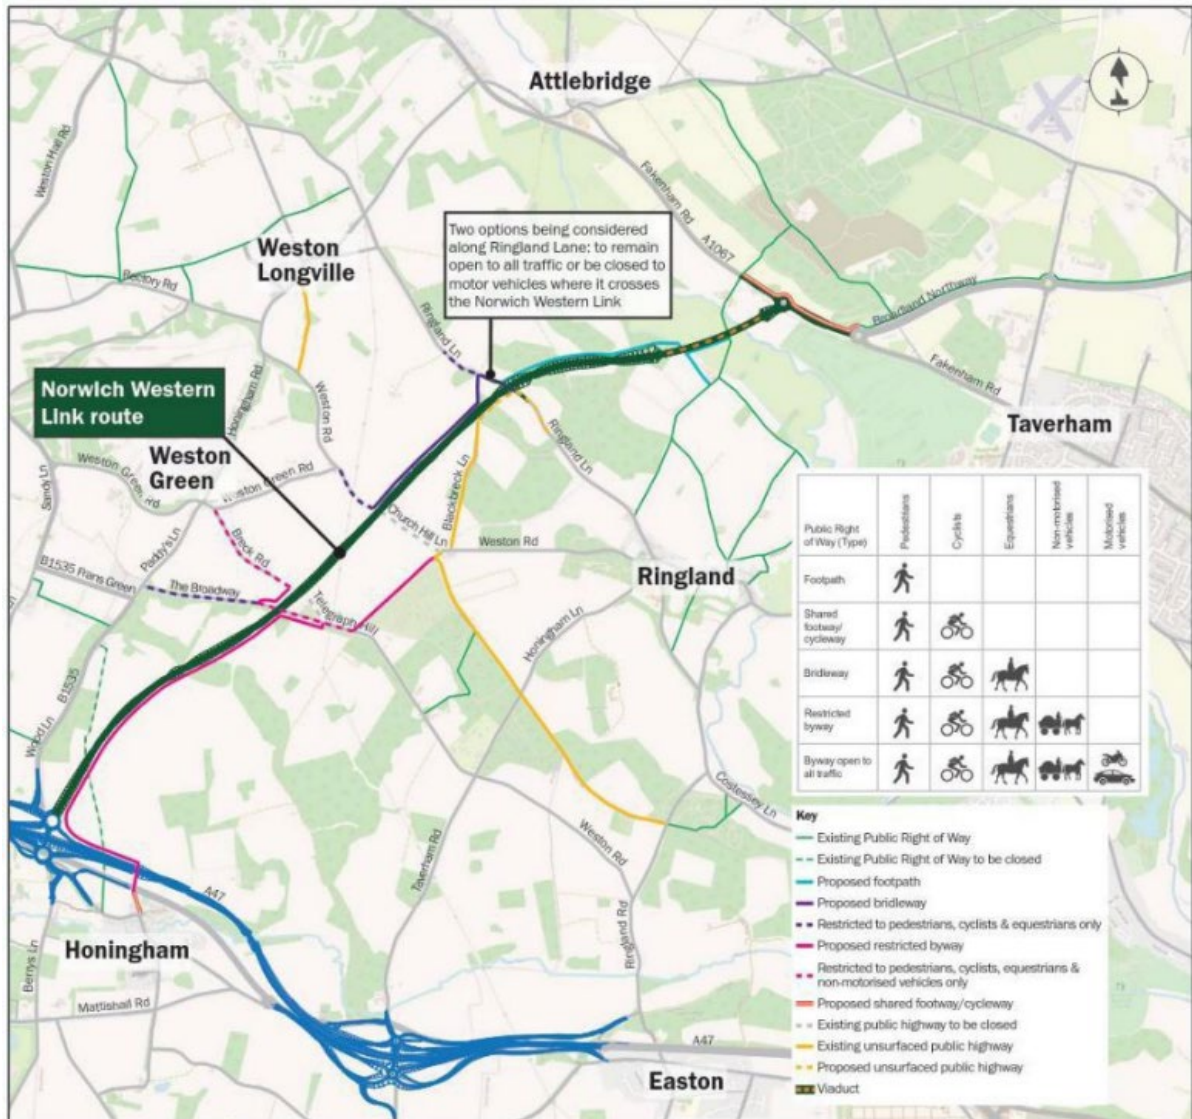 Attlebridge
Weston Hall Rd
Fakenham Rd
A1067
Weston
Longville
Two options being considered
along Ringland Lane: to remain
open to all traffic or be closed to
motor vehicles where it crosses
the Norwich Western Link
Rectory Rd
Ringland Ln
Broadland Northway
Fakenham Rd
Norwich Western
Link route
Honingham Rd
Weston Rd
Taverham
Weston
Green
Weston Green Rd
Weston Green Rd
Sandy Ln
Ringland Ln
Blackbreck Ln
Church Hill Ln
Weston Rd
Breck Rd
Paddy's Ln
B1535 Frans Green
The Broadway
Telegraph Hill
Ringland
Honingham Ln
B1535
Wood Ln
Costessey Ln
Weston Rd
Taverham Rd
A47
Ringland Rd
Honingham
Berrys Ln
Mattishall Rd
A47
Easton
Public Right
of Way (Type)
Pedestrians
Cyclists
Equestrians
Non-motorised
vehicles
Motorised
vehicles
Footpath
Shared
footway/
cycleway
Bridleway
Restricted
byway
Byway open to
all traffic
Key
Existing Public Right of Way
Existing Public Right of Way to be closed
Proposed footpath
Proposed bridleway
Restricted to pedestrians, cyclists & equestrians only
Proposed restricted byway
Restricted to pedestrians, cyclists, equestrians &
non-motorised vehicles only
Proposed shared footway/cycleway
Existing public highway to be closed
Existing unsurfaced public highway
Proposed unsurfaced public highway
Viaduct